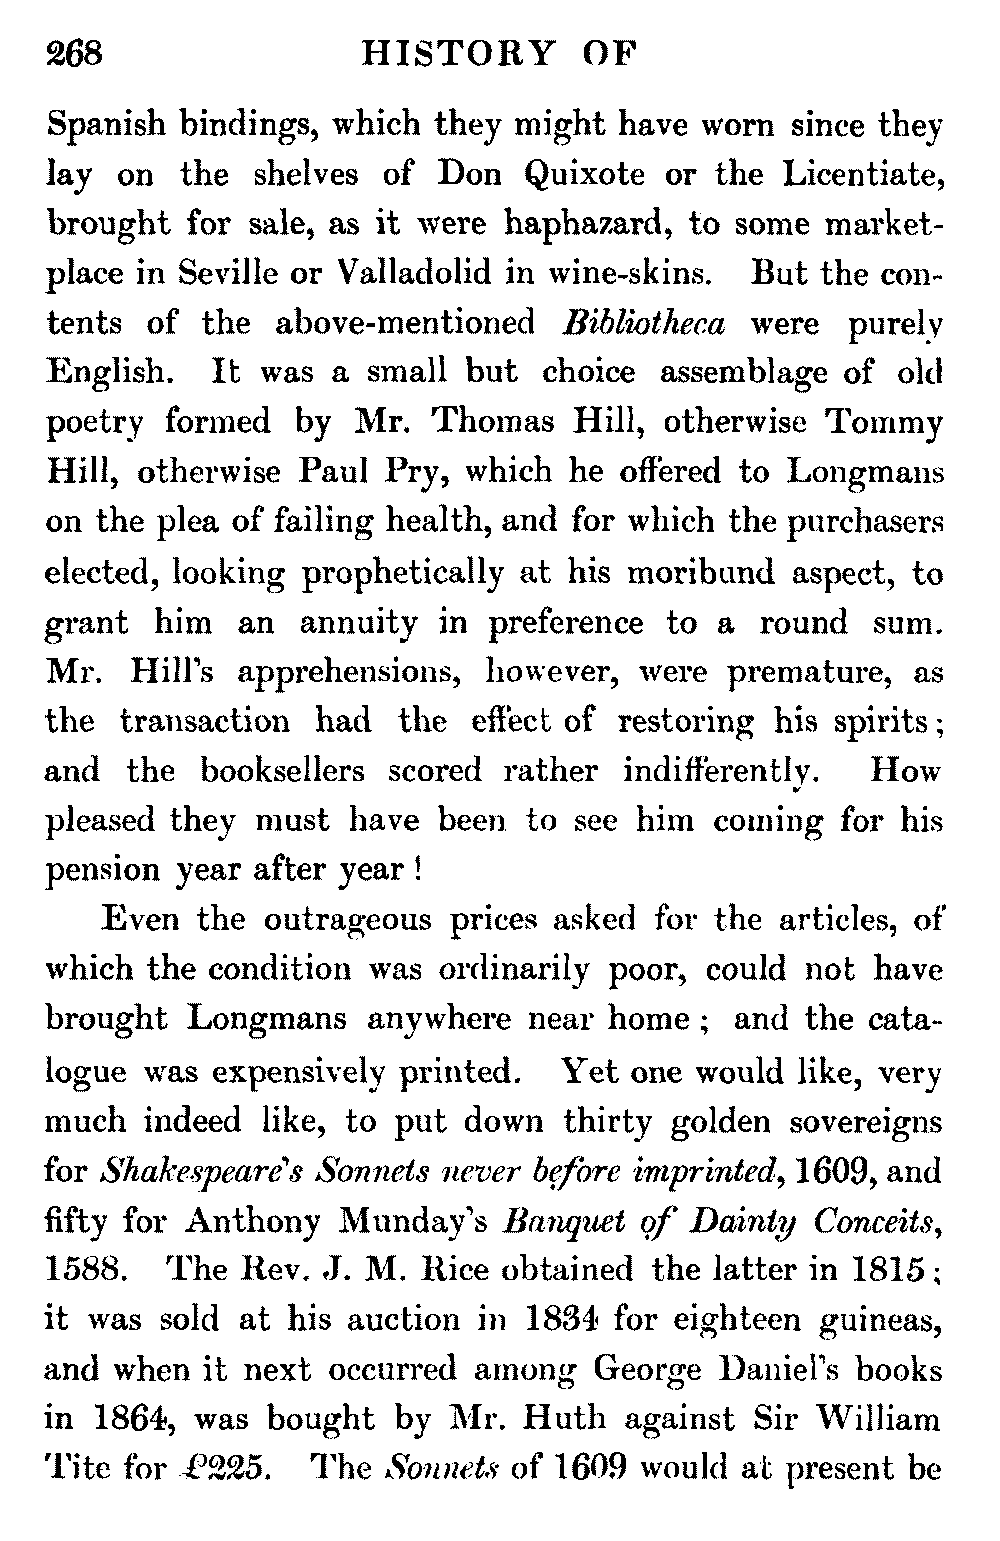 268 HISTORY OF
Spanish bindings, which they might have worn since they
lay on the shelves of Don Quixote or the Licentiate,
brought for sale, as it were haphazard, to some market-
place in Seville or Valladolid in wine-skins. But the con-
tents of the above-mentioned Bibliotheca were purely
English. It was a small but choice assemblage of old
poetry formed by Mr. Thomas Hill, otherwise Tommy
Hill, otherwise Paul Pry, which he offered to Longmans
on the plea of failing health, and for which the purchasers
elected, looking prophetically at his moribund aspect, to
grant him an annuity in preference to a round sum.
Mr. Hill's apprehensions, however, were premature, as
the transaction had the effect of restoring his spirits;
and the booksellers scored rather indifferently. How
pleased they must have been to see him coming for his
pension year after year!
Even the outrageous prices asked for the articles, of
which the condition was ordinarily poor, could not have
brought Longmans anywhere near home; and the cata-
logue was expensively printed. Yet one would like, very
much indeed like, to put down thirty golden sovereigns
for Shakespeare's Sonnets never before imprinted, 1609, and
fifty for Anthony Munday's Banquet of Dainty Conceits,
1588. The Rev. J. M. Rice obtained the latter in 1815;
it was sold at his auction in 1834 for eighteen guineas,
and when it next occurred among George Daniel's books
in 1864, was bought by Mr. Huth against Sir William
Tite for £225. The Sonnets of 1609 would at present be